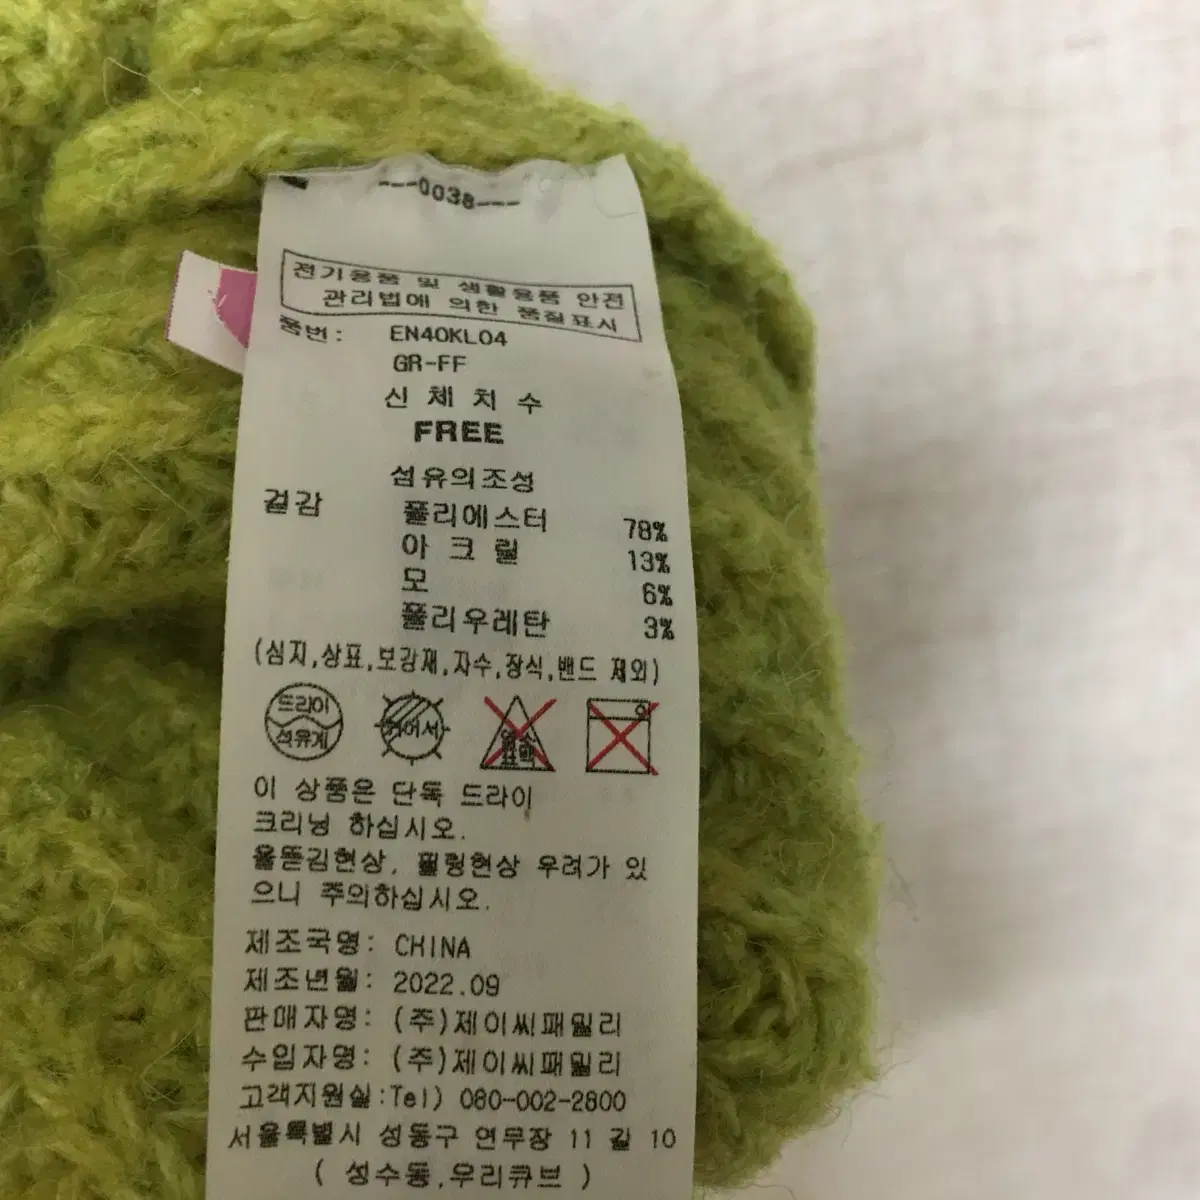 ---0038---
전기용품 및 생활용품 안전
관리법에 의한 품질표시
품번: EN40KL04
GR-FF
신 체 치 수
FREE
섬유의조성
겉감 폴리에스터 78%
아 크 릴 13%
모 6%
폴리우레탄 3%
(심지,상표,보강재,자수,장식,밴드 제외)
드라이
석유계
뉘어서
염소
표백
이 상품은 단독 드라이
크리닝 하십시오.
올뜯김현상, 필링현상 우려가 있
으니 주의하십시오.
제조국명: CHINA
제조년월: 2022.09
판매자명: (주)제이씨패밀리
수입자명: (주)제이씨패밀리
고객지원실:Tel) 080-002-2800
서울특별시 성동구 연무장 11 길 10
( 성수동,우리큐브 )